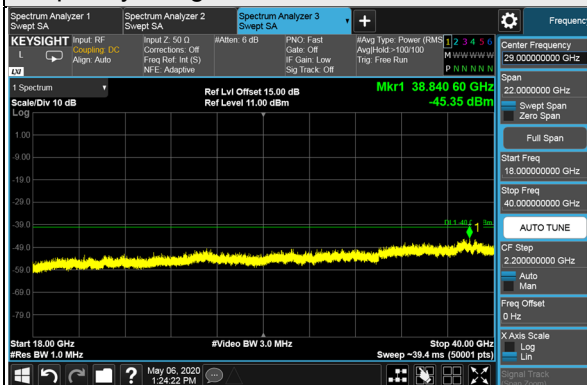 Spectrum Analyzer 1
Swept SA
Spectrum Analyzer 2
Swept SA
Spectrum Analyzer 3
Swept SA
Frequency
KEYSIGHT
L
LXI
Input: RF
Coupling: DC
Align: Auto
Input Z: 50 Ω
Corrections: Off
Freq Ref: Int (S)
NFE: Adaptive
#Atten: 6 dB
PNO: Fast
Gate: Off
IF Gain: Low
Sig Track: Off
#Avg Type: Power (RMS
Avg|Hold:>100/100
Trig: Free Run
1 2 3 4 5 6
M W W W W W
P N N N N N
1 Spectrum
Scale/Div 10 dB
Log
Ref Lvl Offset 15.00 dB
Ref Level 11.00 dBm
Mkr1 38.840 60 GHz
-45.35 dBm
1.00
-9.00
-19.0
-29.0
-39.0
-49.0
-59.0
-69.0
-79.0
1
Start 18.00 GHz
#Res BW 1.0 MHz
#Video BW 3.0 MHz
Stop 40.00 GHz
Sweep ~39.4 ms (50001 pts)
May 06, 2020
1:24:22 PM
Center Frequency
29.000000000 GHz
Span
22.0000000 GHz
Swept Span
Zero Span
Full Span
Start Freq
18.000000000 GHz
Stop Freq
40.000000000 GHz
AUTO TUNE
CF Step
2.200000000 GHz
Auto
Man
Freq Offset
0 Hz
X Axis Scale
Log
Lin
Signal Track